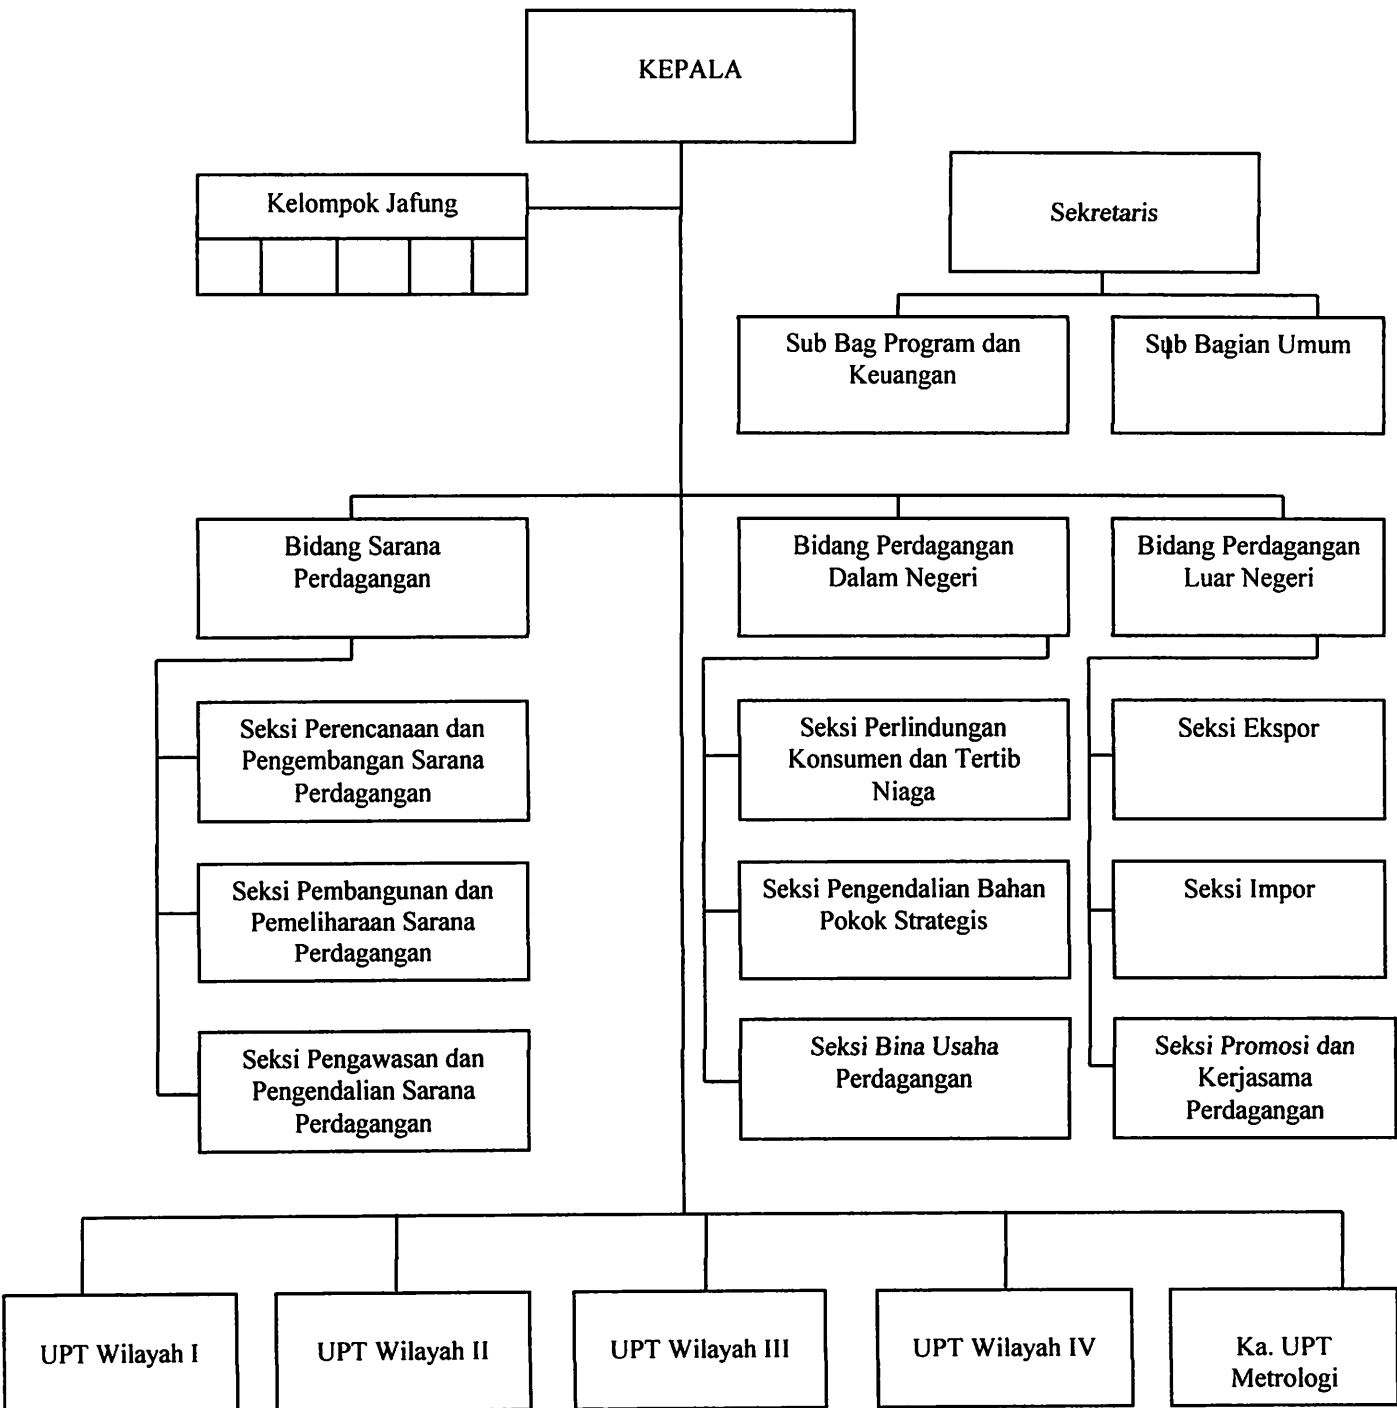 KEPALA
Kelompok Jafung
Sekretaris
Sub Bag Program dan
Keuangan
Sub Bagian Umum
Bidang Sarana
Perdagangan
Bidang Perdagangan
Dalam Negeri
Bidang Perdagangan
Luar Negeri
Seksi Perencanaan dan
Pengembangan Sarana
Perdagangan
Seksi Perlindungan
Konsumen dan Tertib
Niaga
Seksi Ekspor
Seksi Pembangunan dan
Pemeliharaan Sarana
Perdagangan
Seksi Pengendalian Bahan
Pokok Strategis
Seksi Impor
Seksi Pengawasan dan
Pengendalian Sarana
Perdagangan
Seksi Bina Usaha
Perdagangan
Seksi Promosi dan
Kerjasama
Perdagangan
UPT Wilayah I
UPT Wilayah II
UPT Wilayah III
UPT Wilayah IV
Ka. UPT
Metrologi